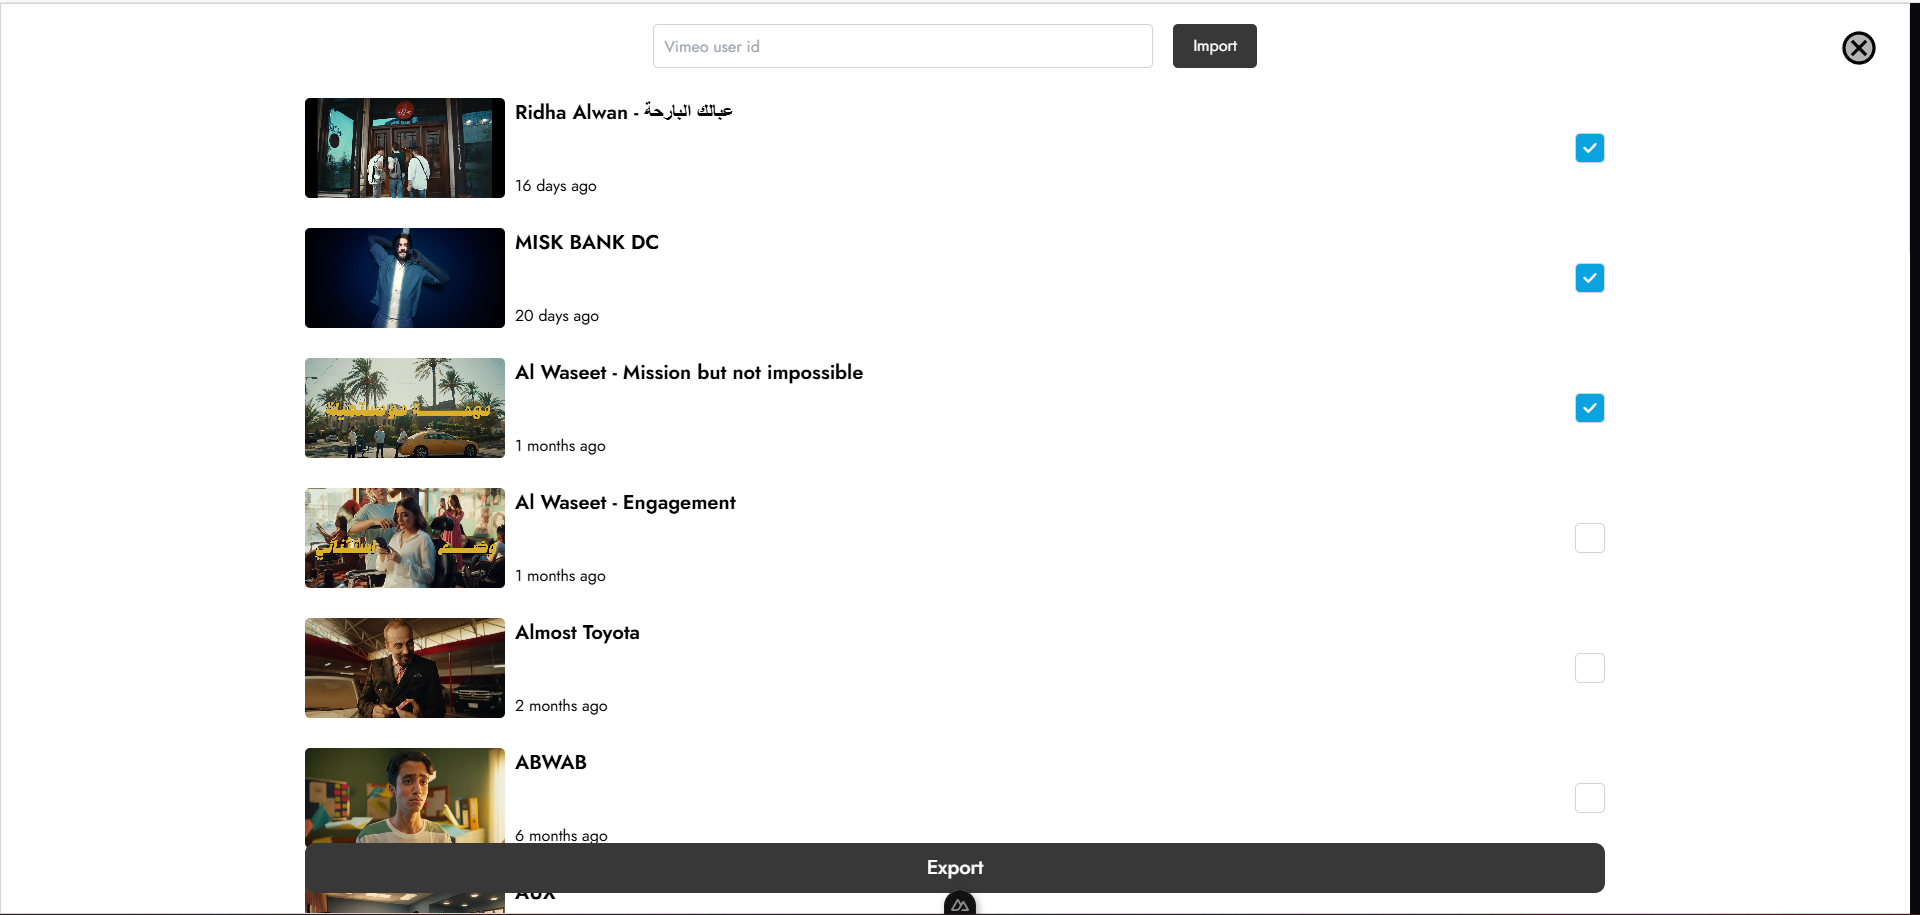 Vimeo user id
Import
Ridha Alwan - عبالك البارحة
16 days ago
MISK BANK DC
20 days ago
Al Waseet - Mission but not impossible
1 months ago
Al Waseet - Engagement
وضع استثنائي
1 months ago
Almost Toyota
2 months ago
ABWAB
6 months ago
Export
AUX